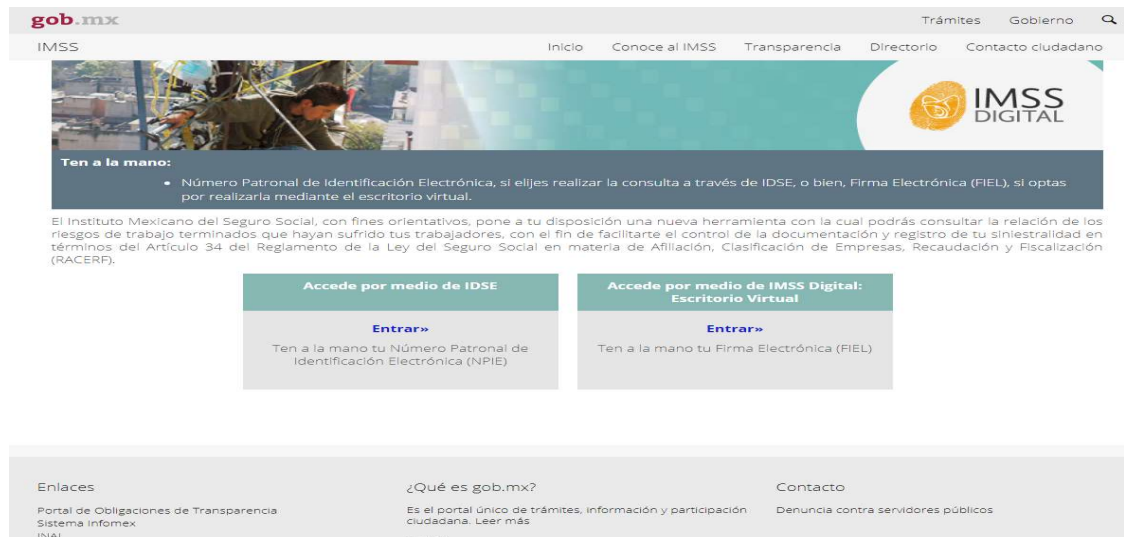 gob.mx
Trámites Gobierno
IMSS
Inicio Conoce al IMSS Transparencia Directorio Contacto ciudadano
IMSS
DIGITAL
Ten a la mano:
• Número Patronal de Identificación Electrónica, si elijes realizar la consulta a través de IDSE, o bien, Firma Electrónica (FIEL), si optas
por realizarla mediante el escritorio virtual.
El Instituto Mexicano del Seguro Social, con fines orientativos, pone a tu disposición una nueva herramienta con la cual podrás consultar la relación de los
riesgos de trabajo terminados que hayan sufrido tus trabajadores, con el fin de facilitarte el control de la documentación y registro de tu siniestralidad en
términos del Artículo 34 del Reglamento de la Ley del Seguro Social en materia de Afiliación, Clasificación de Empresas, Recaudación y Fiscalización
(RACERF).
Accede por medio de IDSE
Entrar»
Ten a la mano tu Número Patronal de
Identificación Electrónica (NPIE)
Accede por medio de IMSS Digital:
Escritorio Virtual
Entrar»
Ten a la mano tu Firma Electrónica (FIEL)
Enlaces
Portal de Obligaciones de Transparencia
Sistema Infomex
INAI
¿Qué es gob.mx?
Es el portal único de trámites, información y participación
ciudadana. Leer más
Contacto
Denuncia contra servidores públicos